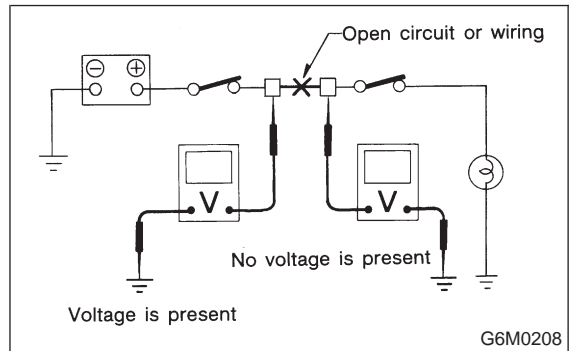 Open circuit or wiring
⊖ ⊕
V V
No voltage is present
Voltage is present
G6M0208